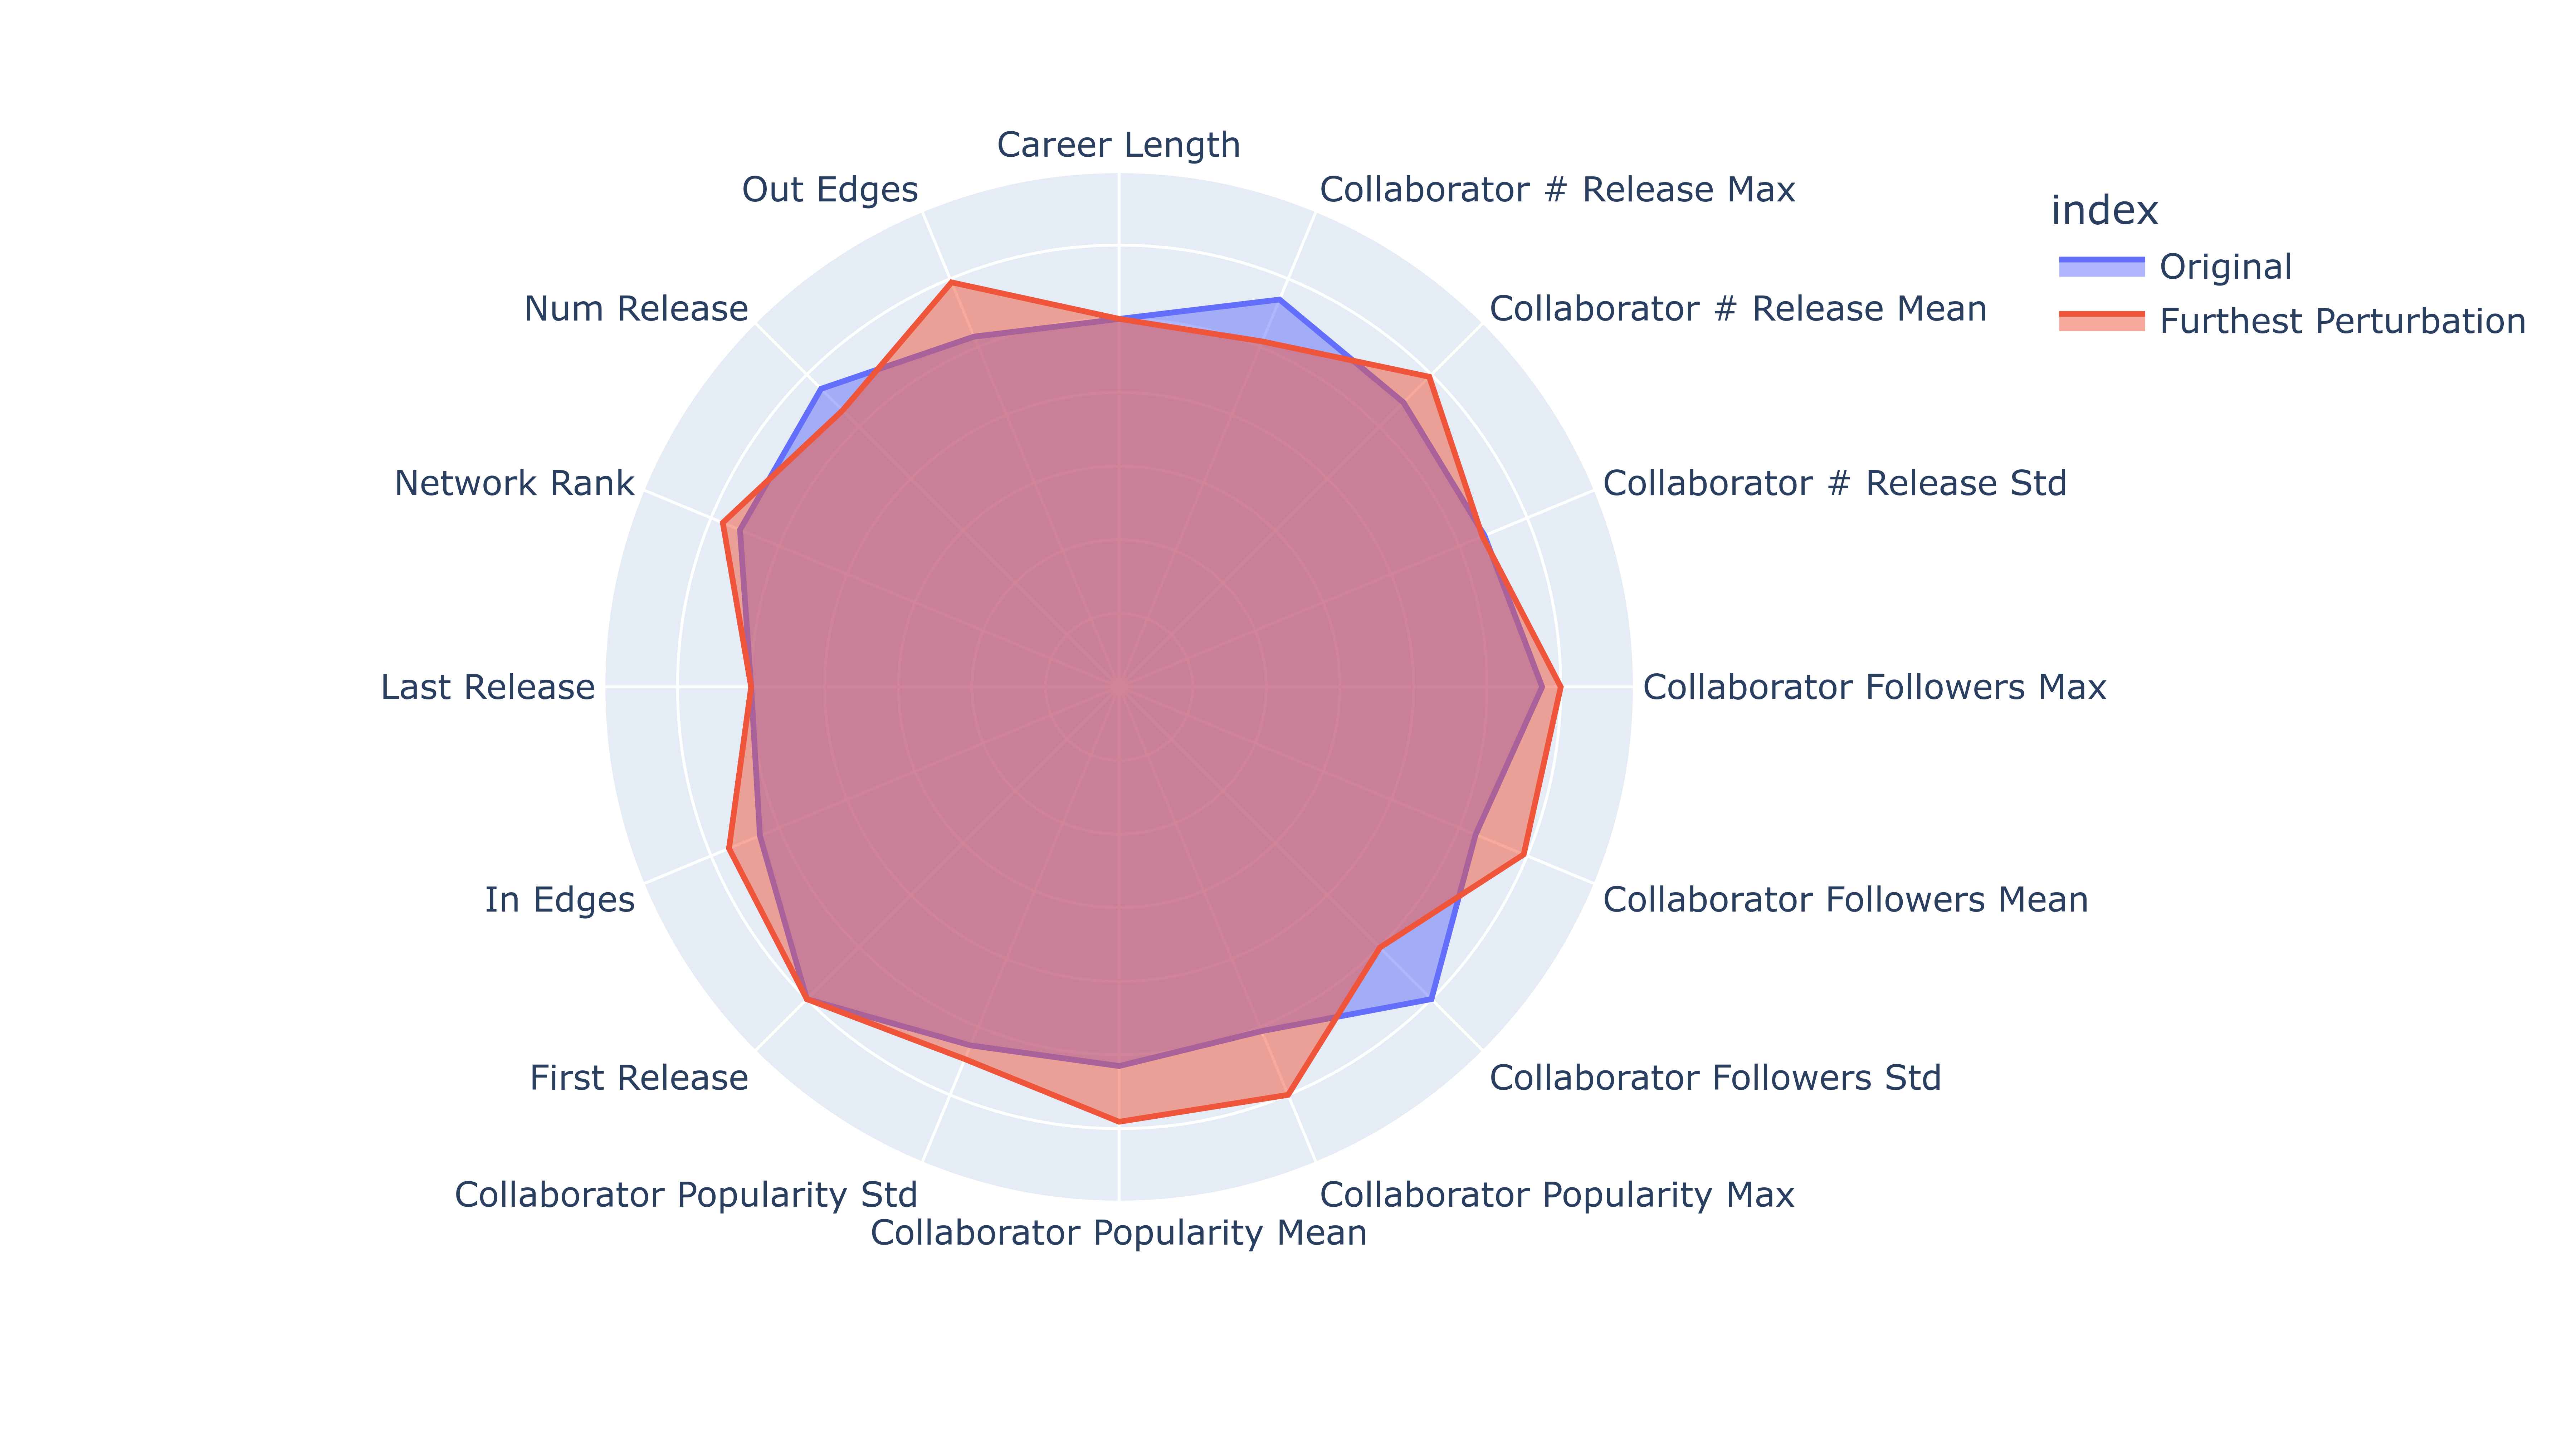 Career Length
Out Edges
Collaborator # Release Max
index
Original
Num Release
Collaborator # Release Mean
Furthest Perturbation
Network Rank
Collaborator # Release Std
Last Release
Collaborator Followers Max
In Edges
Collaborator Followers Mean
First Release
Collaborator Followers Std
Collaborator Popularity Std
Collaborator Popularity Max
Collaborator Popularity Mean